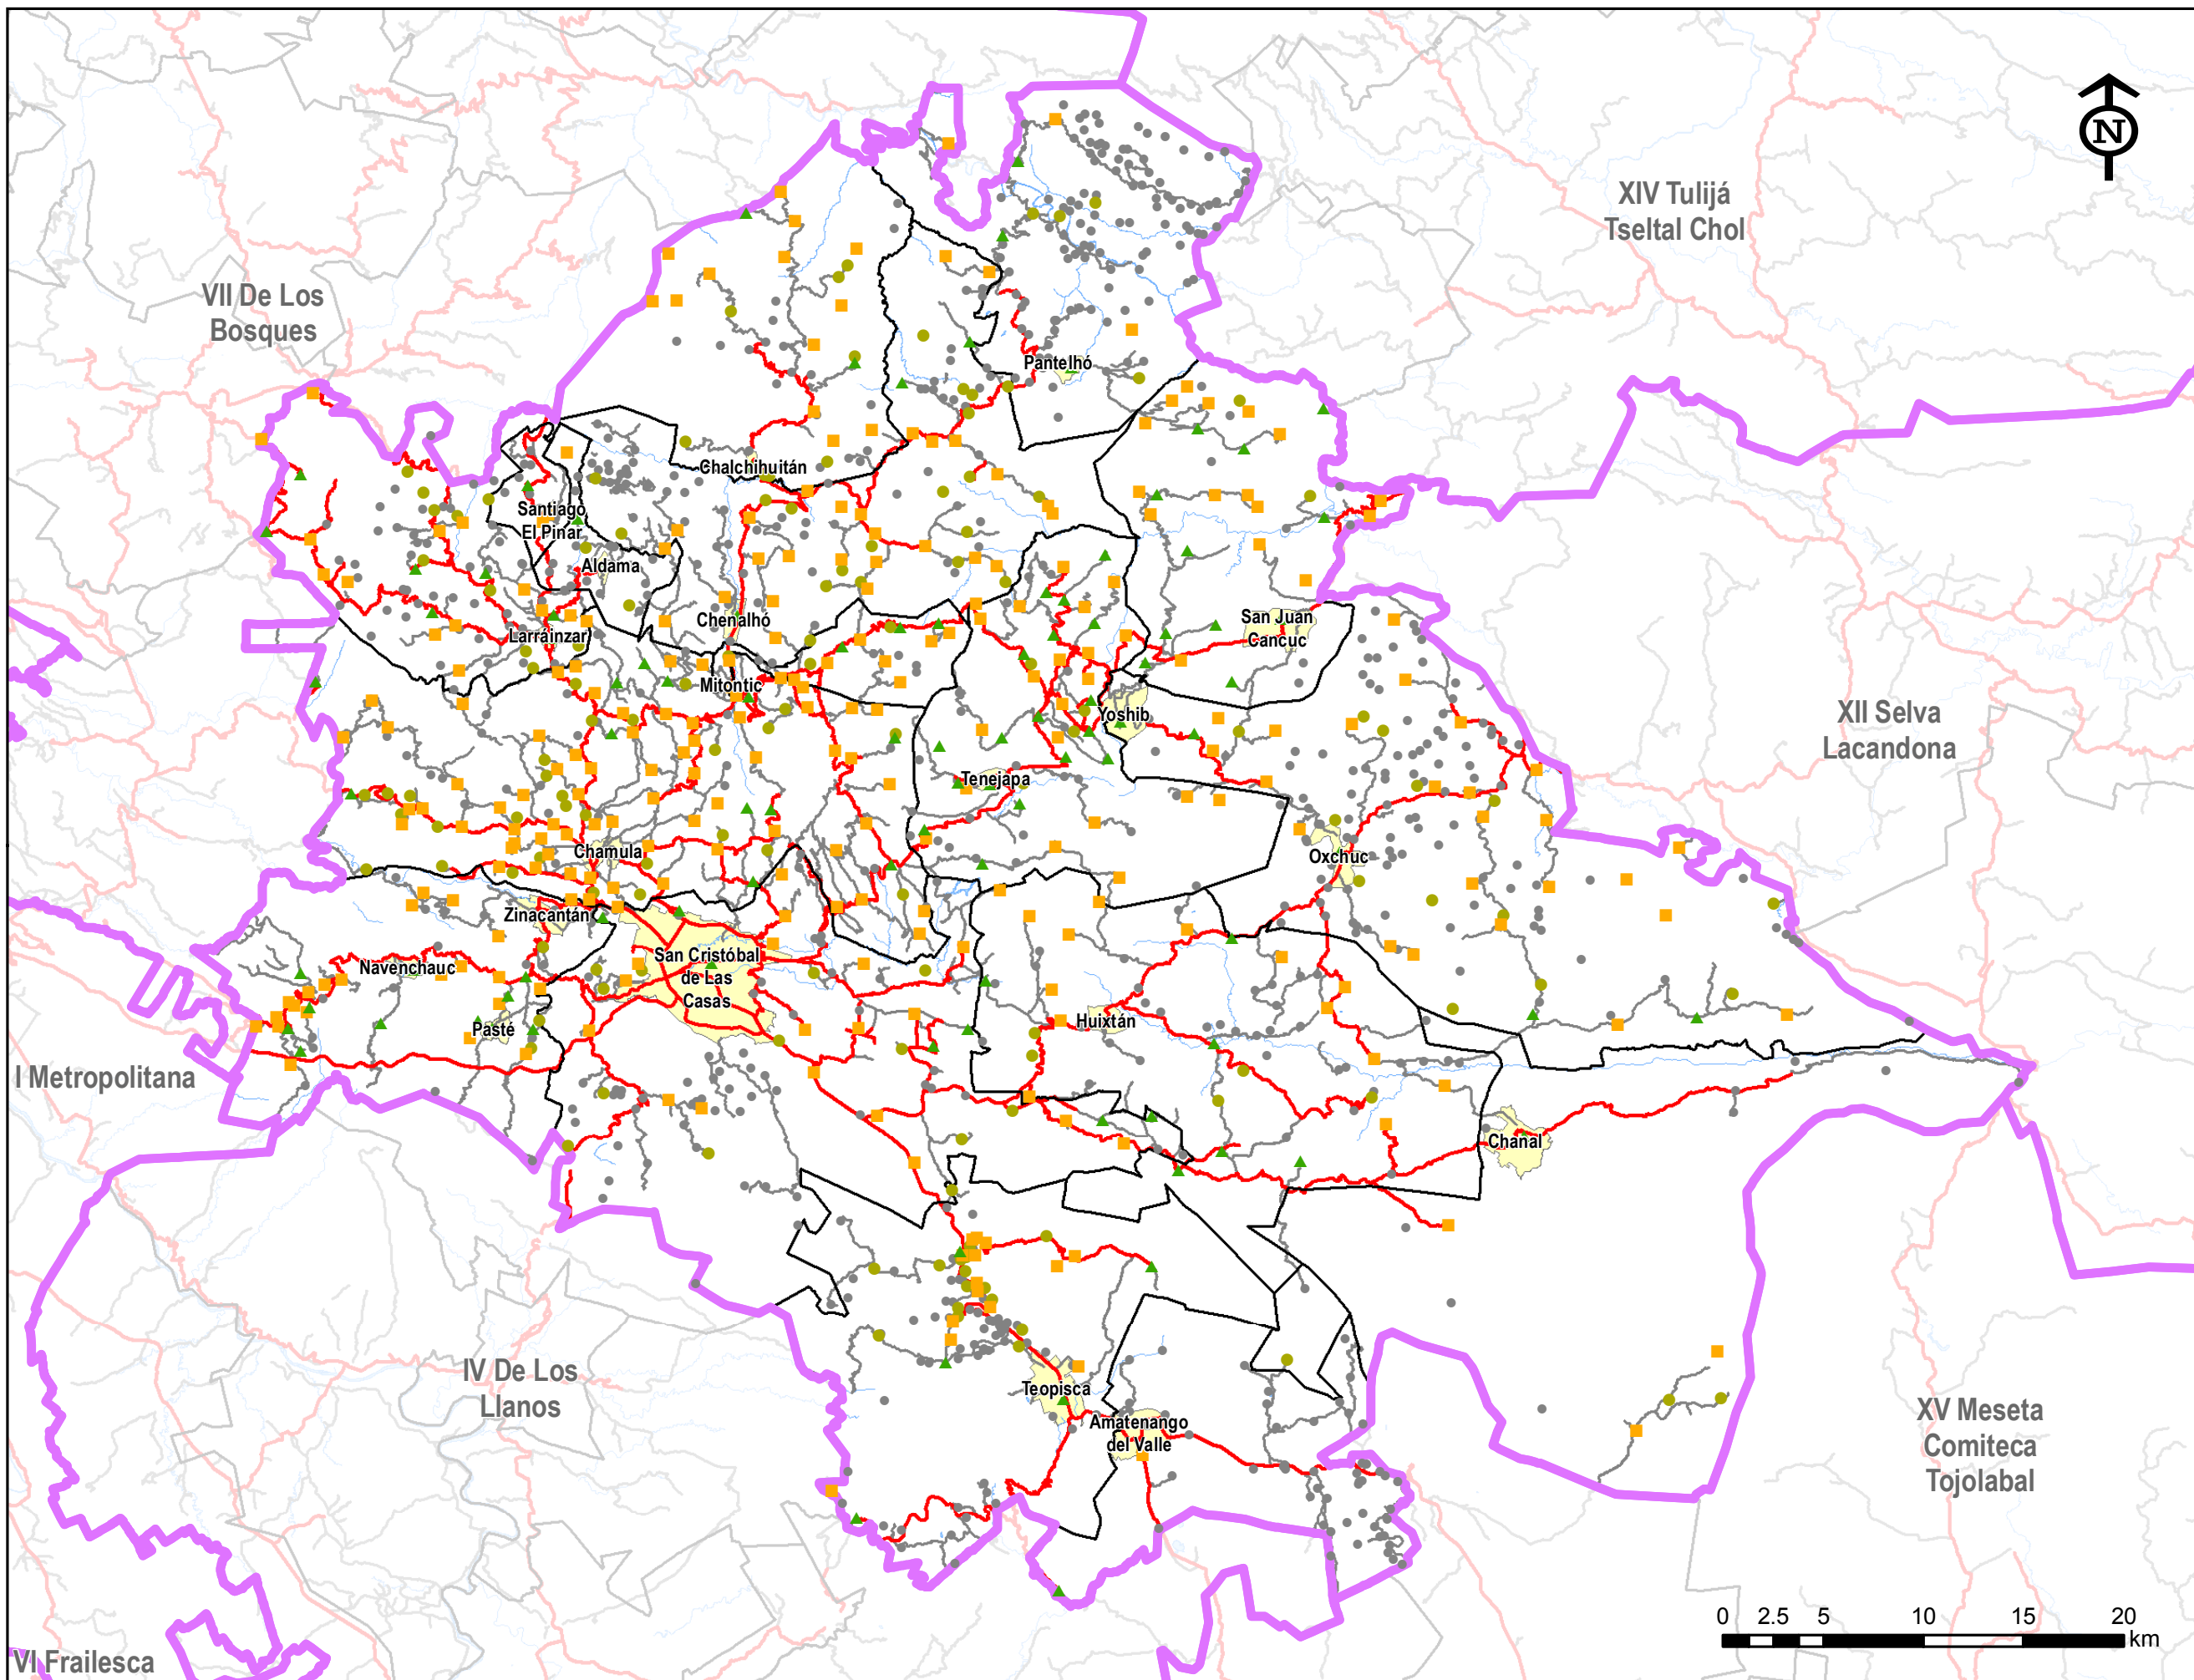 N
XIV Tulijá
Tseltal Chol
VII De Los
Bosques
Pantelhó
Chalchihuitán
Santiago
El Pinar
Aldama
Chenalhó
San Juan
Cancuc
Larráinzar
Mitontic
Yoshib
XII Selva
Lacandona
Tenejapa
Chamula
Oxchuc
Zinacantán
San Cristóbal
de Las
Casas
Navenchauc
Pasté
Huixtán
I Metropolitana
Chanal
IV De Los
Llanos
Teopisca
Amatenango
del Valle
XV Meseta
Comiteca
Tojolabal
0 2.5 5 10 15 20
km
VI Frailesca